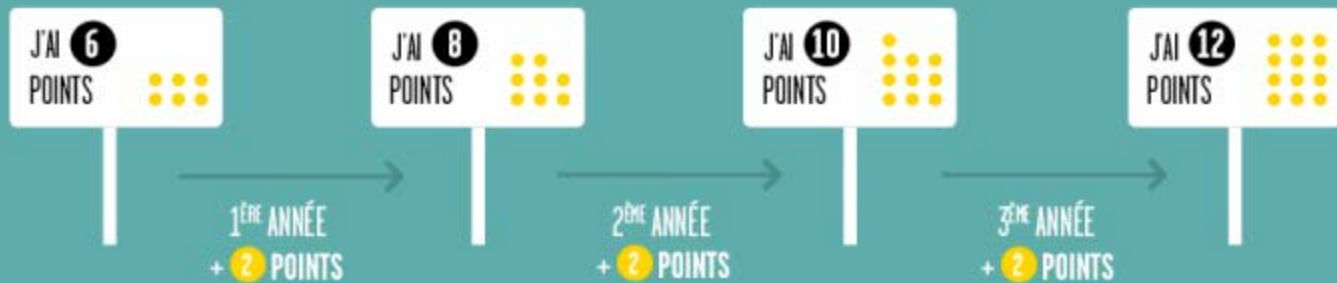 J'AI 6
POINTS
J'AI 8
POINTS
J'AI 10
POINTS
J'AI 12
POINTS
1ÈRE ANNÉE
+ 2 POINTS
2ÈME ANNÉE
+ 2 POINTS
3ÈME ANNÉE
+ 2 POINTS